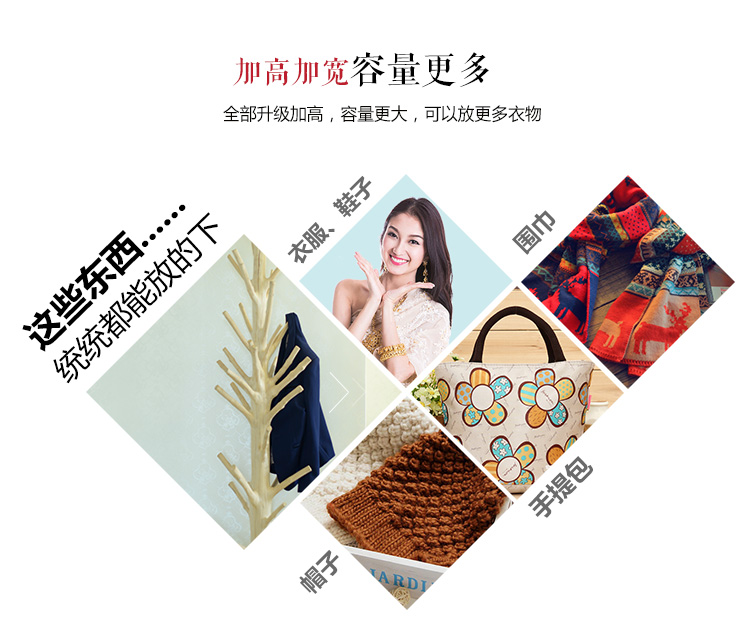 加高加宽容量更多
全部升级加高，容量更大，可以放更多衣物
这些东西......
统统都能放的下
衣服、鞋子
围巾
手提包
帽子
JARDI